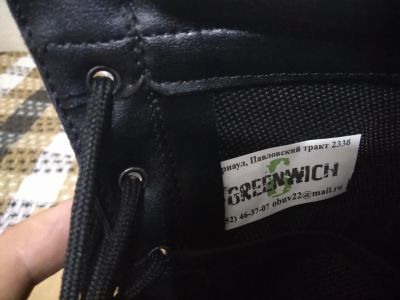 рнаул, Павловский тракт 233б
G
GREENWICH
52) 46-37-07 obuv22@mail.ru